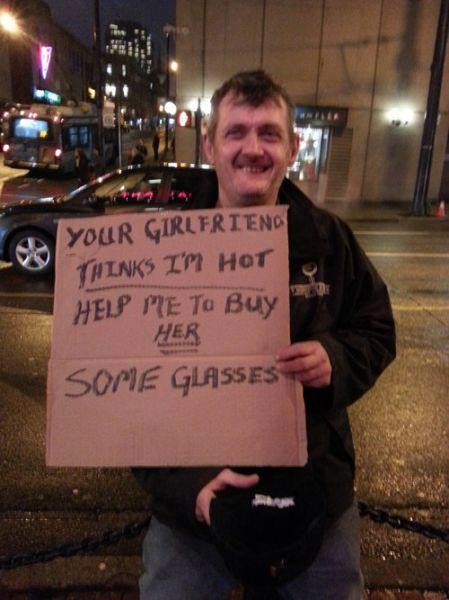 YOUR GIRLFRIEND
THINKS I'M HOT
HELP ME TO BUY
HER
SOME GLASSES